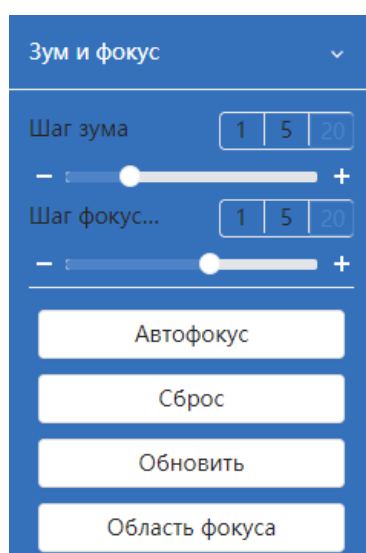 Зум и фокус
Шаг зума 1 5 20
Шаг фокус... 1 5 20
Автофокус
Сброс
Обновить
Область фокуса